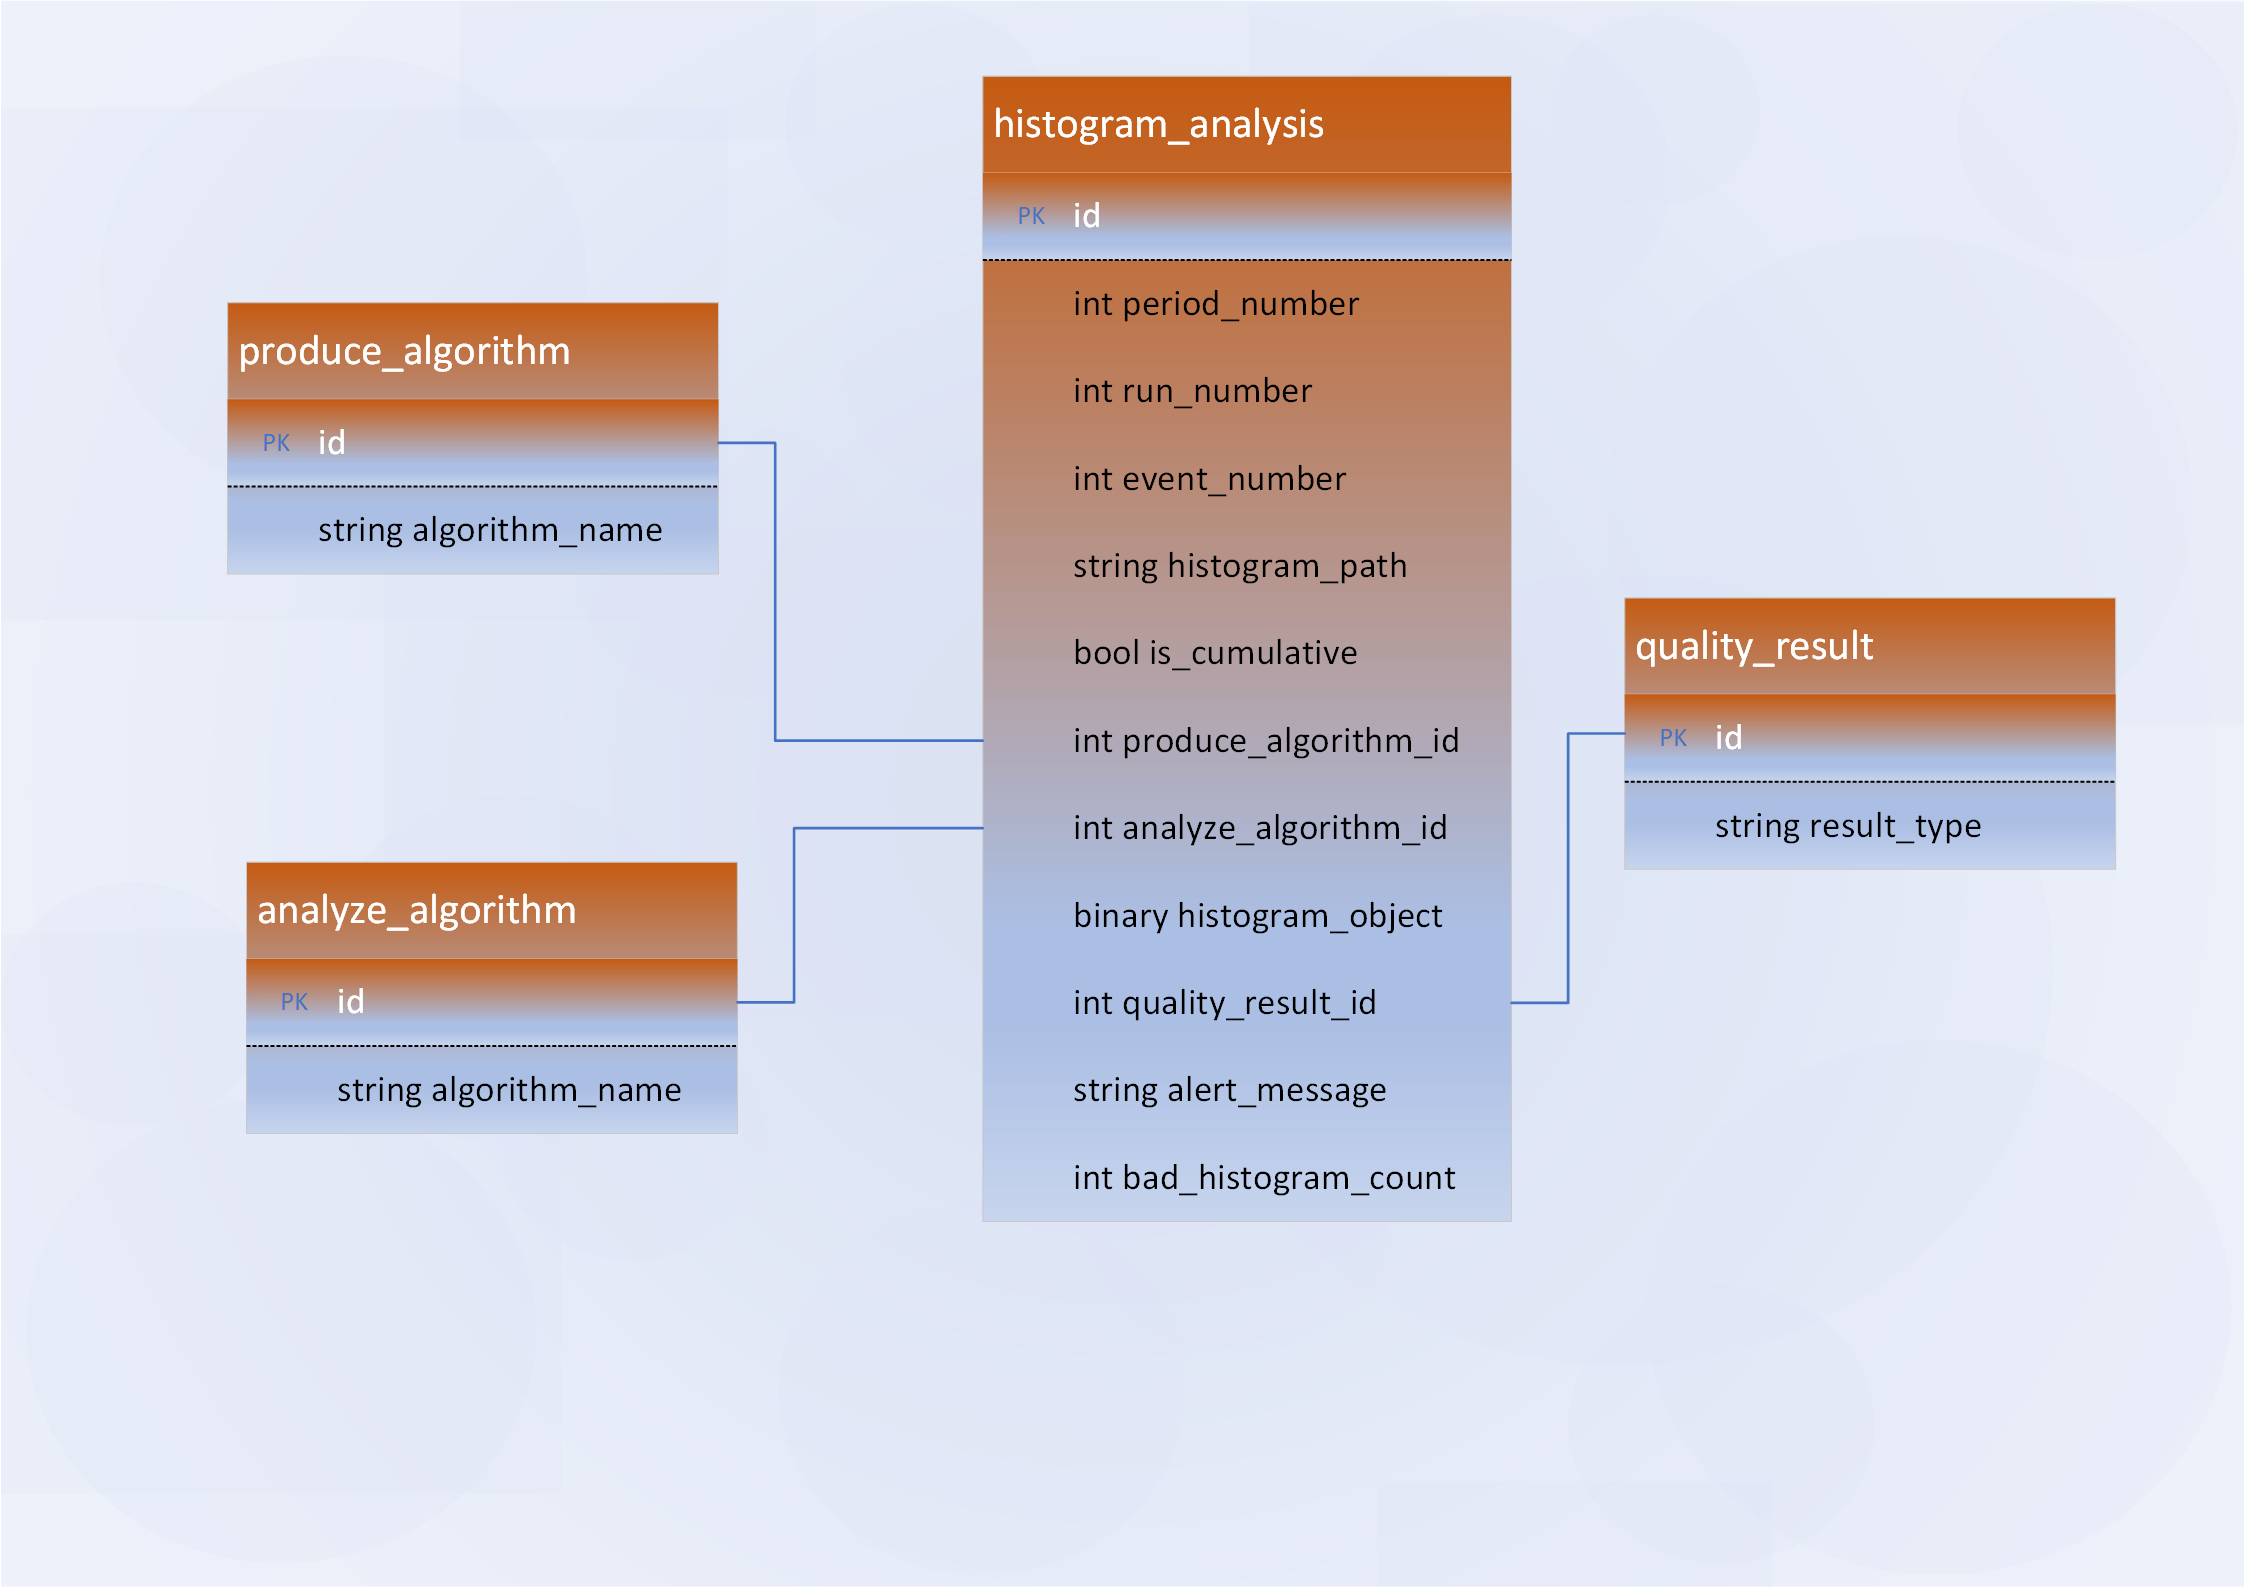 histogram_analysis
PK id
int period_number
int run_number
int event_number
string histogram_path
bool is_cumulative
int produce_algorithm_id
int analyze_algorithm_id
binary histogram_object
int quality_result_id
string alert_message
int bad_histogram_count
produce_algorithm
PK id
string algorithm_name
analyze_algorithm
PK id
string algorithm_name
quality_result
PK id
string result_type